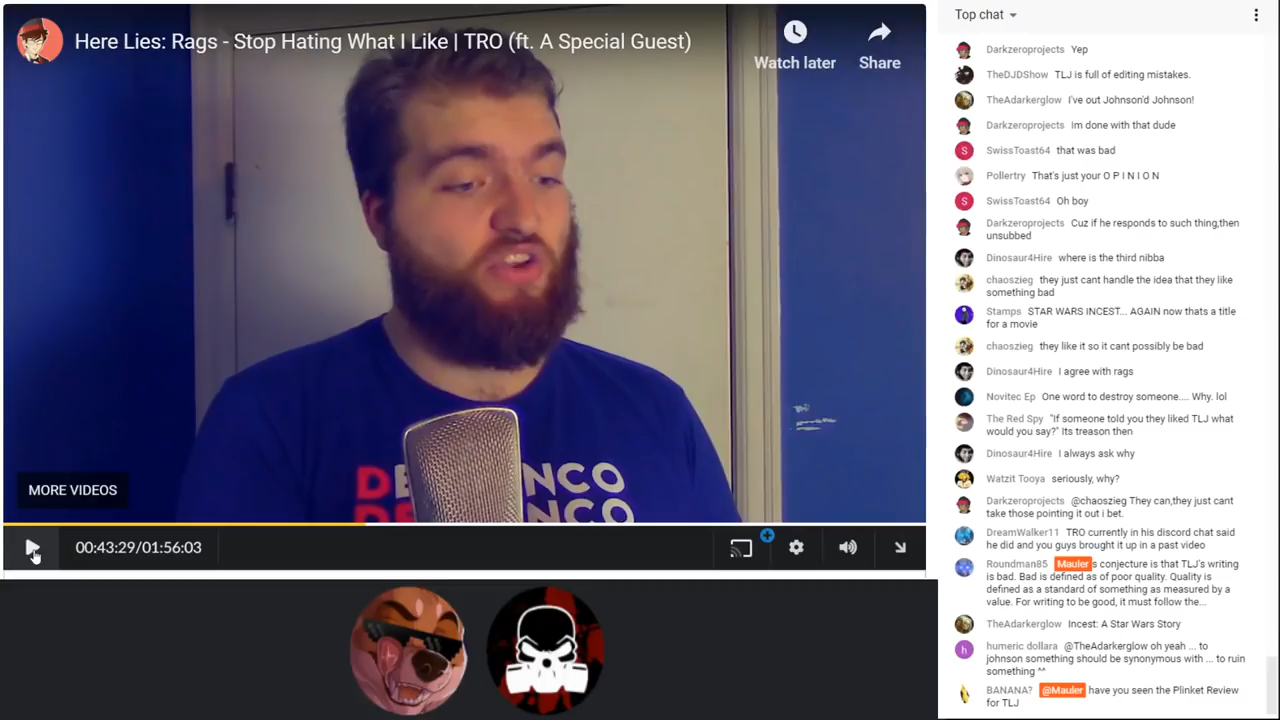 Here Lies: Rags - Stop Hating What I Like | TRO (ft. A Special Guest)
Watch later
Share
MORE VIDEOS
00:43:29/01:56:03
Top chat
Darkzeroprojects Yep
TheDJDShow TLJ is full of editing mistakes.
TheAdarkerglow I've out Johnson'd Johnson!
Darkzeroprojects Im done with that dude
S SwissToast64 that was bad
Pollertry That's just your O P I N I O N
S SwissToast64 Oh boy
Darkzeroprojects Cuz if he responds to such thing,then
unsubbed
Dinosaur4Hire where is the third nibba
chaoszieg they just cant handle the idea that they like
something bad
Stamps STAR WARS INCEST... AGAIN now thats a title
for a movie
chaoszieg they like it so it cant possibly be bad
Dinosaur4Hire I agree with rags
Novitec Ep One word to destroy someone.... Why. lol
The Red Spy "If someone told you they liked TLJ what
would you say?" Its treason then
Dinosaur4Hire I always ask why
Watzit Tooya seriously, why?
Darkzeroprojects @chaoszieg They can,they just cant
take those pointing it out i bet.
DreamWalker11 TRO currently in his discord chat said
he did and you guys brought it up in a past video
Roundman85 Mauler s conjecture is that TLJ's writing
is bad. Bad is defined as of poor quality. Quality is
defined as a standard of something as measured by a
value. For writing to be good, it must follow the...
TheAdarkerglow Incest: A Star Wars Story
h humeric dollara @TheAdarkerglow oh yeah ... to
johnson something should be synonymous with ... to ruin
something ^^
BANANA? @Mauler have you seen the Plinket Review
for TLJ